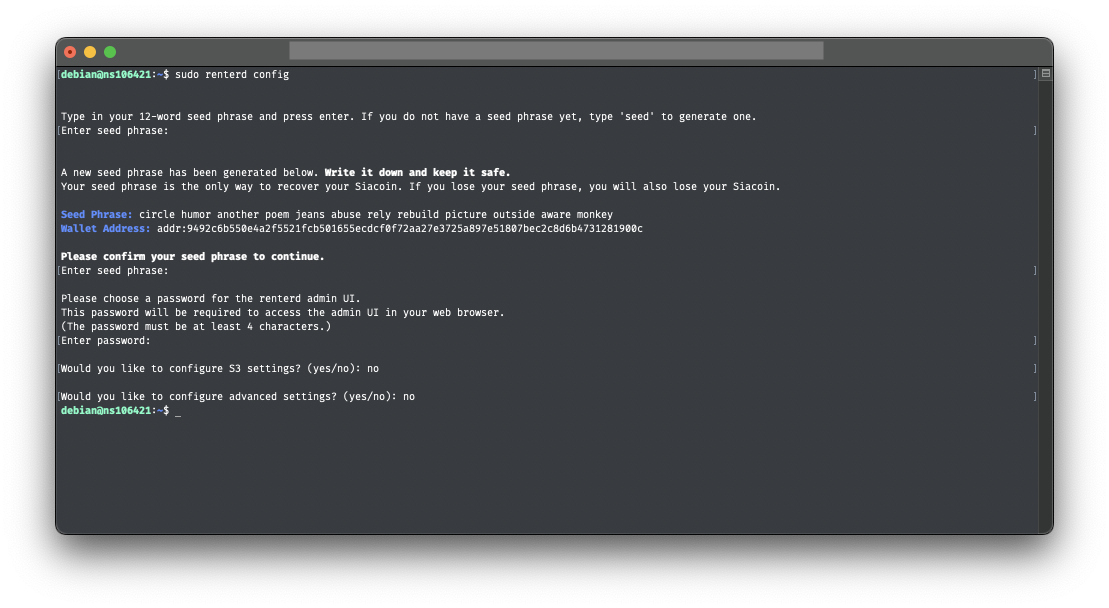 debian@ns106421:~$ sudo renterd config
Type in your 12-word seed phrase and press enter. If you do not have a seed phrase yet, type 'seed' to generate one.
Enter seed phrase:
A new seed phrase has been generated below. Write it down and keep it safe.
Your seed phrase is the only way to recover your Siacoin. If you lose your seed phrase, you will also lose your Siacoin.
Seed Phrase: circle humor another poem jeans abuse rely rebuild picture outside aware monkey
Wallet Address: addr:9492c6b550e4a2f5521fcb501655ecdcf0f72aa27e3725a897e51807bec2c8d6b4731281900c
Please confirm your seed phrase to continue.
Enter seed phrase:
Please choose a password for the renterd admin UI.
This password will be required to access the admin UI in your web browser.
(The password must be at least 4 characters.)
Enter password:
Would you like to configure S3 settings? (yes/no): no
Would you like to configure advanced settings? (yes/no): no
debian@ns106421:~$ _